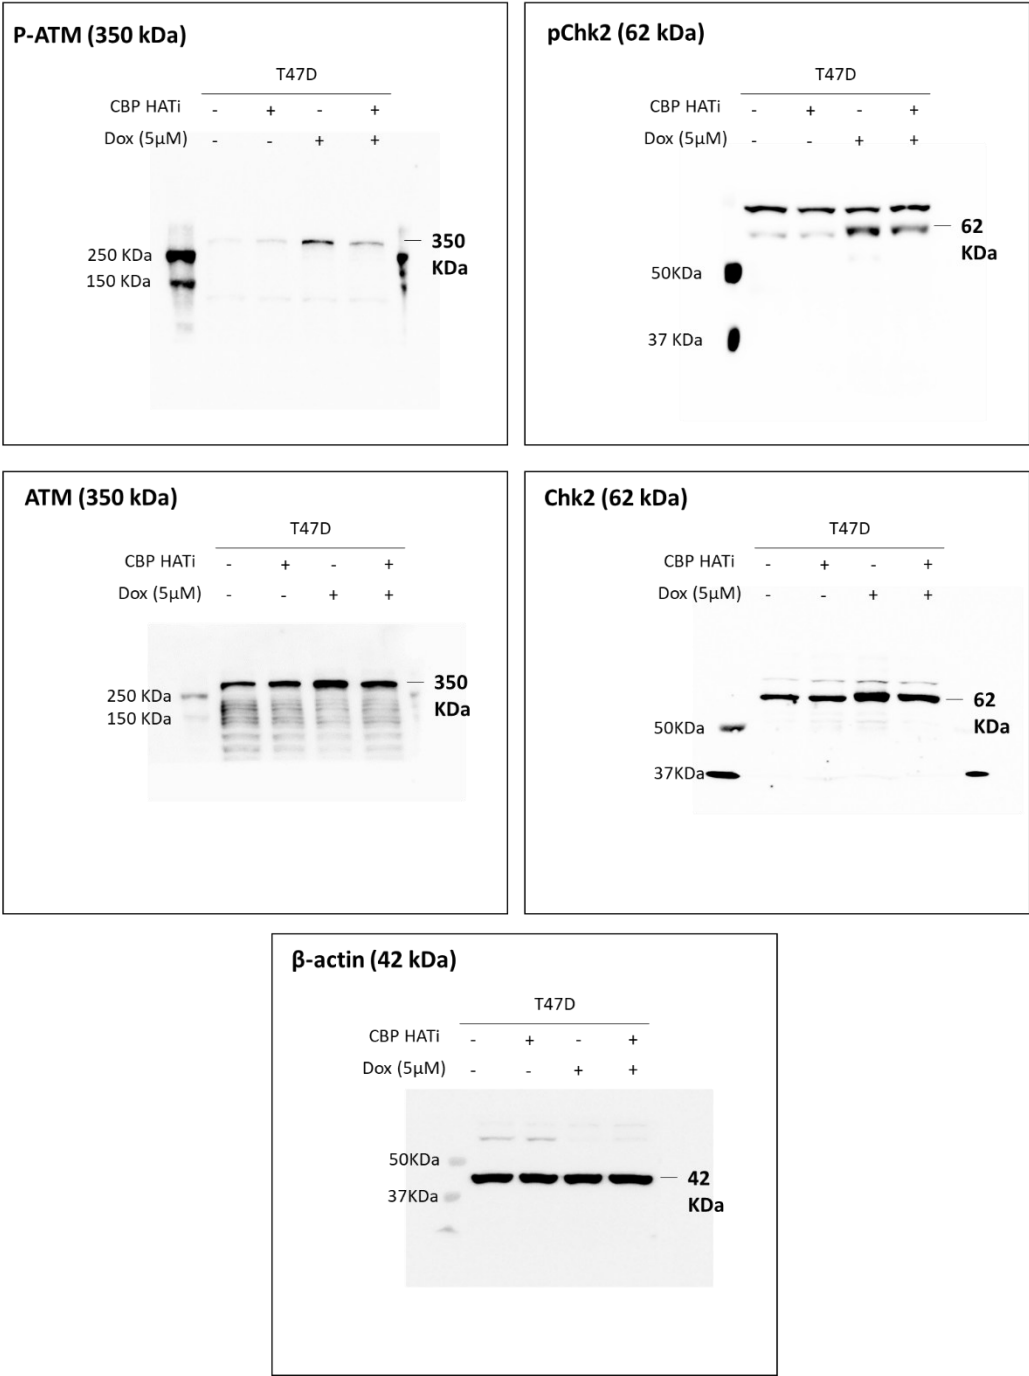 P-ATM (350 kDa)
T47D
CBP HATi - + - +
Dox (5µM) - - + +
250 KDa
150 KDa
350
KDa
pChk2 (62 kDa)
T47D
CBP HATi - + - +
Dox (5µM) - - + +
62
KDa
50KDa
37 KDa
ATM (350 kDa)
T47D
CBP HATi - + - +
Dox (5µM) - - + +
350
KDa
250 KDa
150 KDa
Chk2 (62 kDa)
T47D
CBP HATi - + - +
Dox (5µM) - - + +
62
KDa
50KDa
37KDa
β-actin (42 kDa)
T47D
CBP HATi - + - +
Dox (5µM) - - + +
50KDa
37KDa
42
KDa